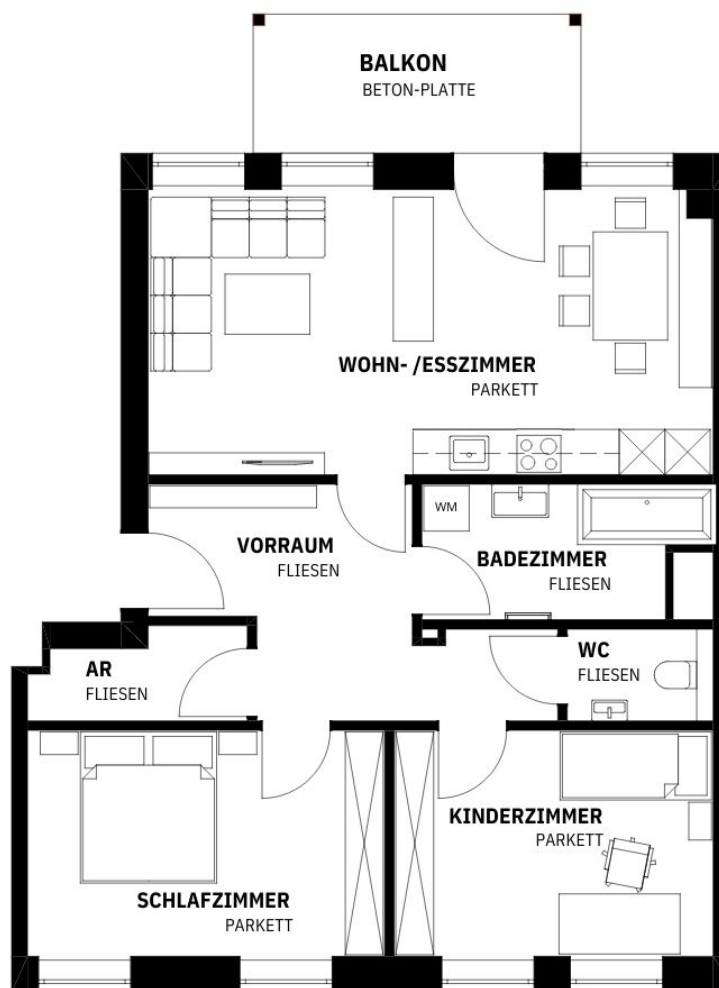 BALKON
BETON-PLATTE
WOHN- /ESSZIMMER
PARKETT
WM
VORRAUM
FLIESEN
BADEZIMMER
FLIESEN
AR
FLIESEN
WC
FLIESEN
KINDERZIMMER
PARKETT
SCHLAFZIMMER
PARKETT